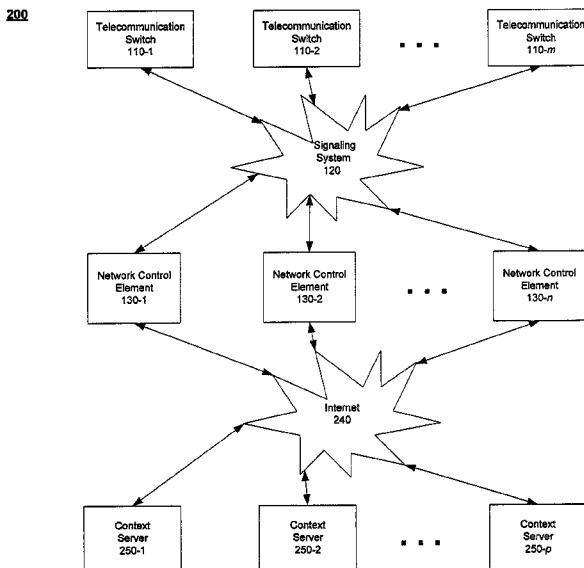 200
Telecommunication
Switch
110-1
Telecommunication
Switch
110-2
Telecommunication
Switch
110-m
Signaling
System
120
Network Control
Element
130-1
Network Control
Element
130-2
Network Control
Element
130-n
Internet
240
Context
Server
250-1
Context
Server
250-2
Context
Server
250-p